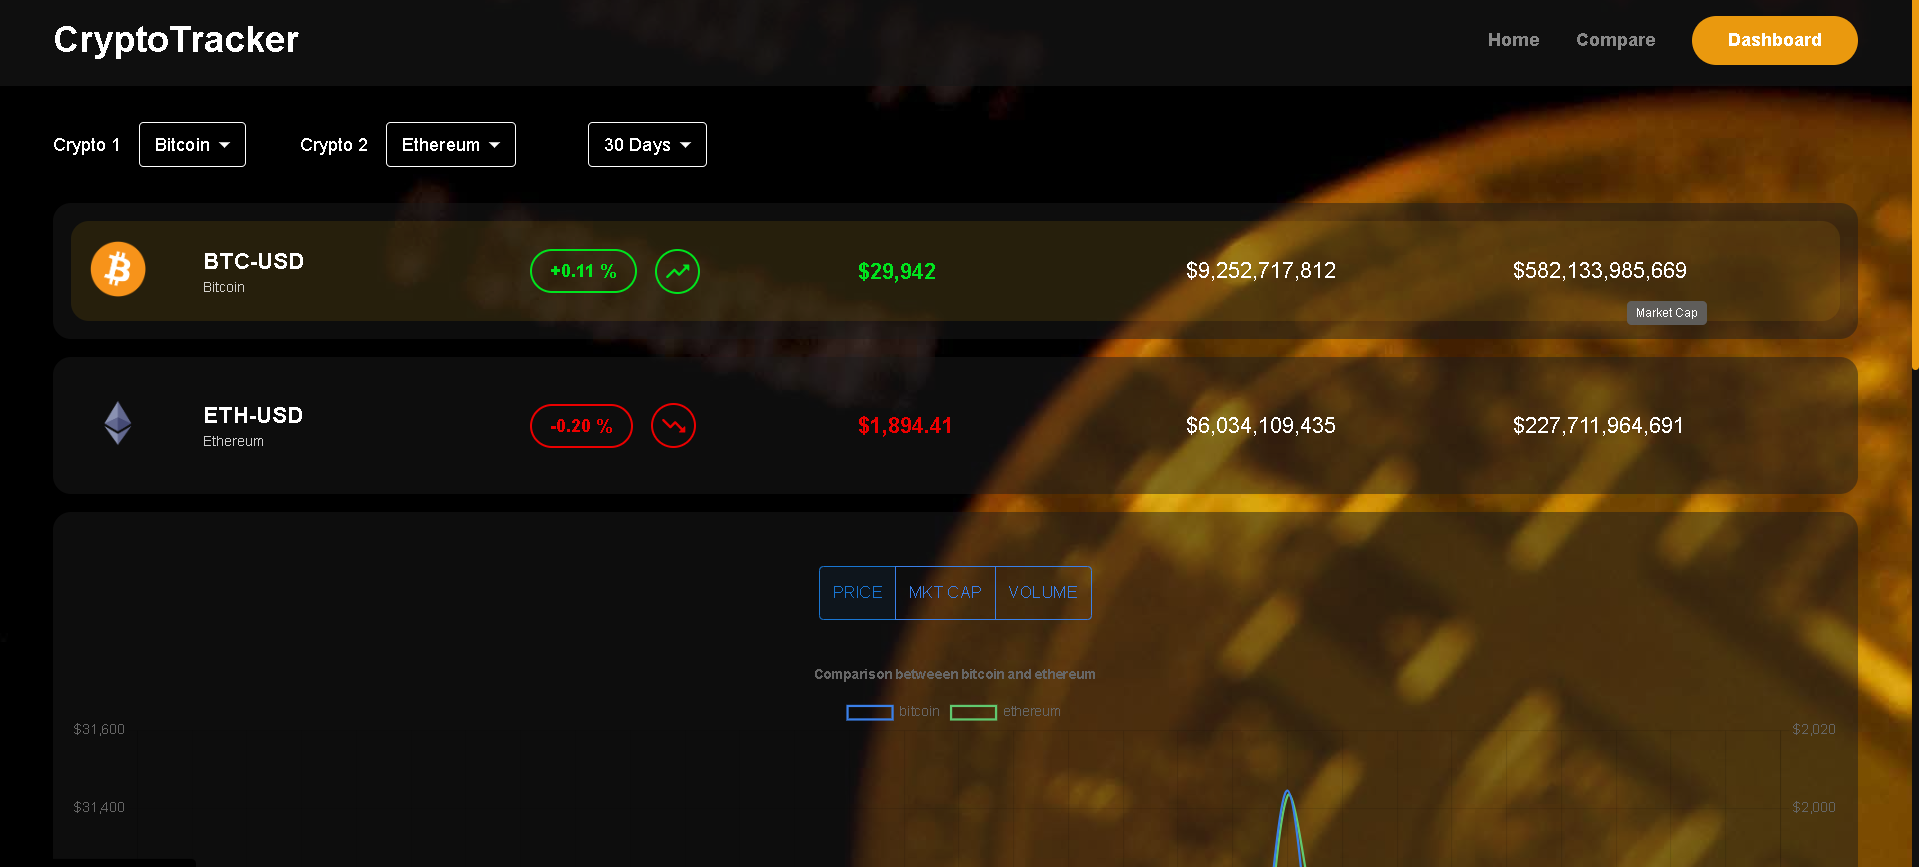 CryptoTracker
Home Compare Dashboard
Crypto 1 Bitcoin Crypto 2 Ethereum 30 Days
BTC-USD
Bitcoin
+0.11 % $29,942 $9,252,717,812 $582,133,985,669
Market Cap
ETH-USD
Ethereum
-0.20 % $1,894.41 $6,034,109,435 $227,711,964,691
PRICE MKT CAP VOLUME
Comparison betweeen bitcoin and ethereum
bitcoin ethereum
$31,600 $2,020
$31,400 $2,000